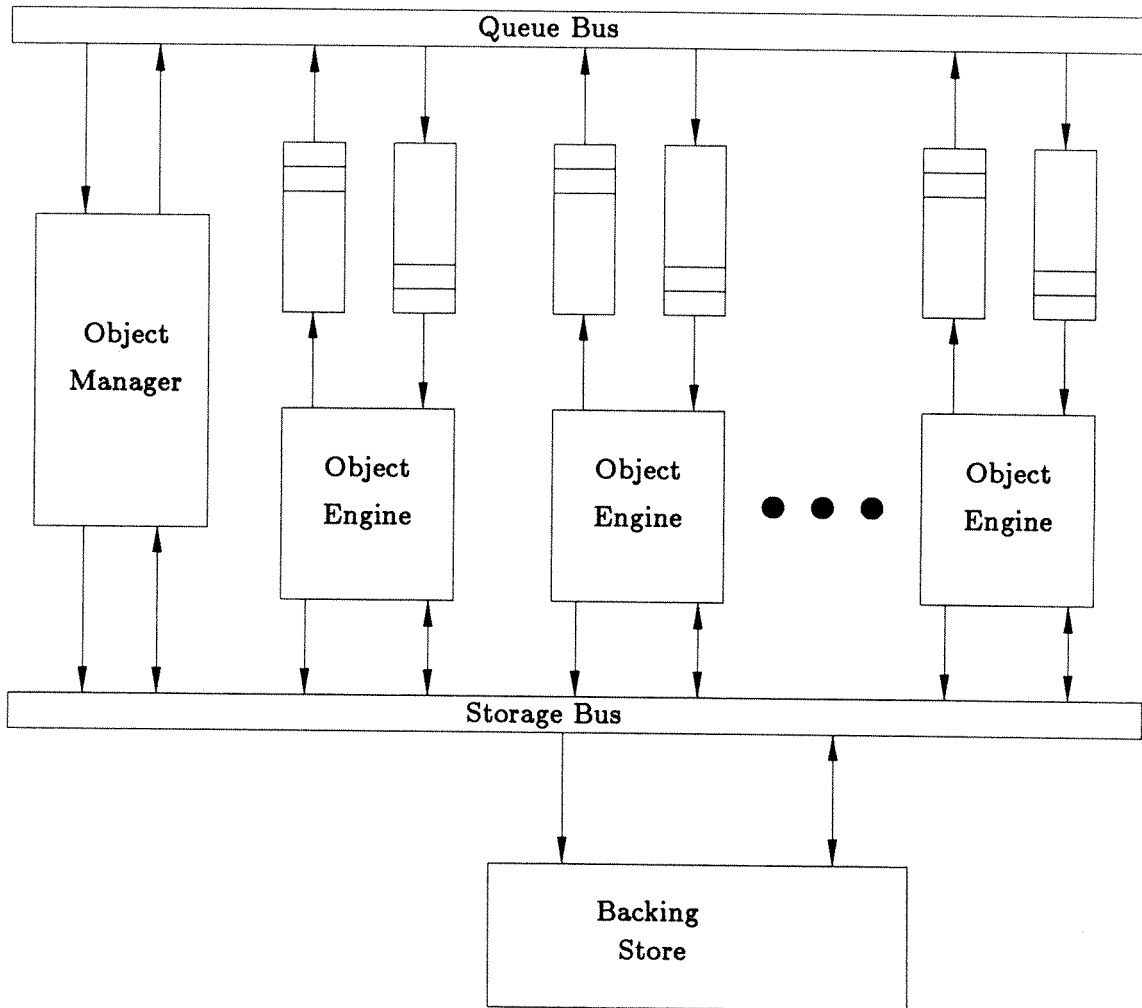 Queue Bus
Object
Manager
Object
Engine
Object
Engine
Object
Engine
Storage Bus
Backing
Store